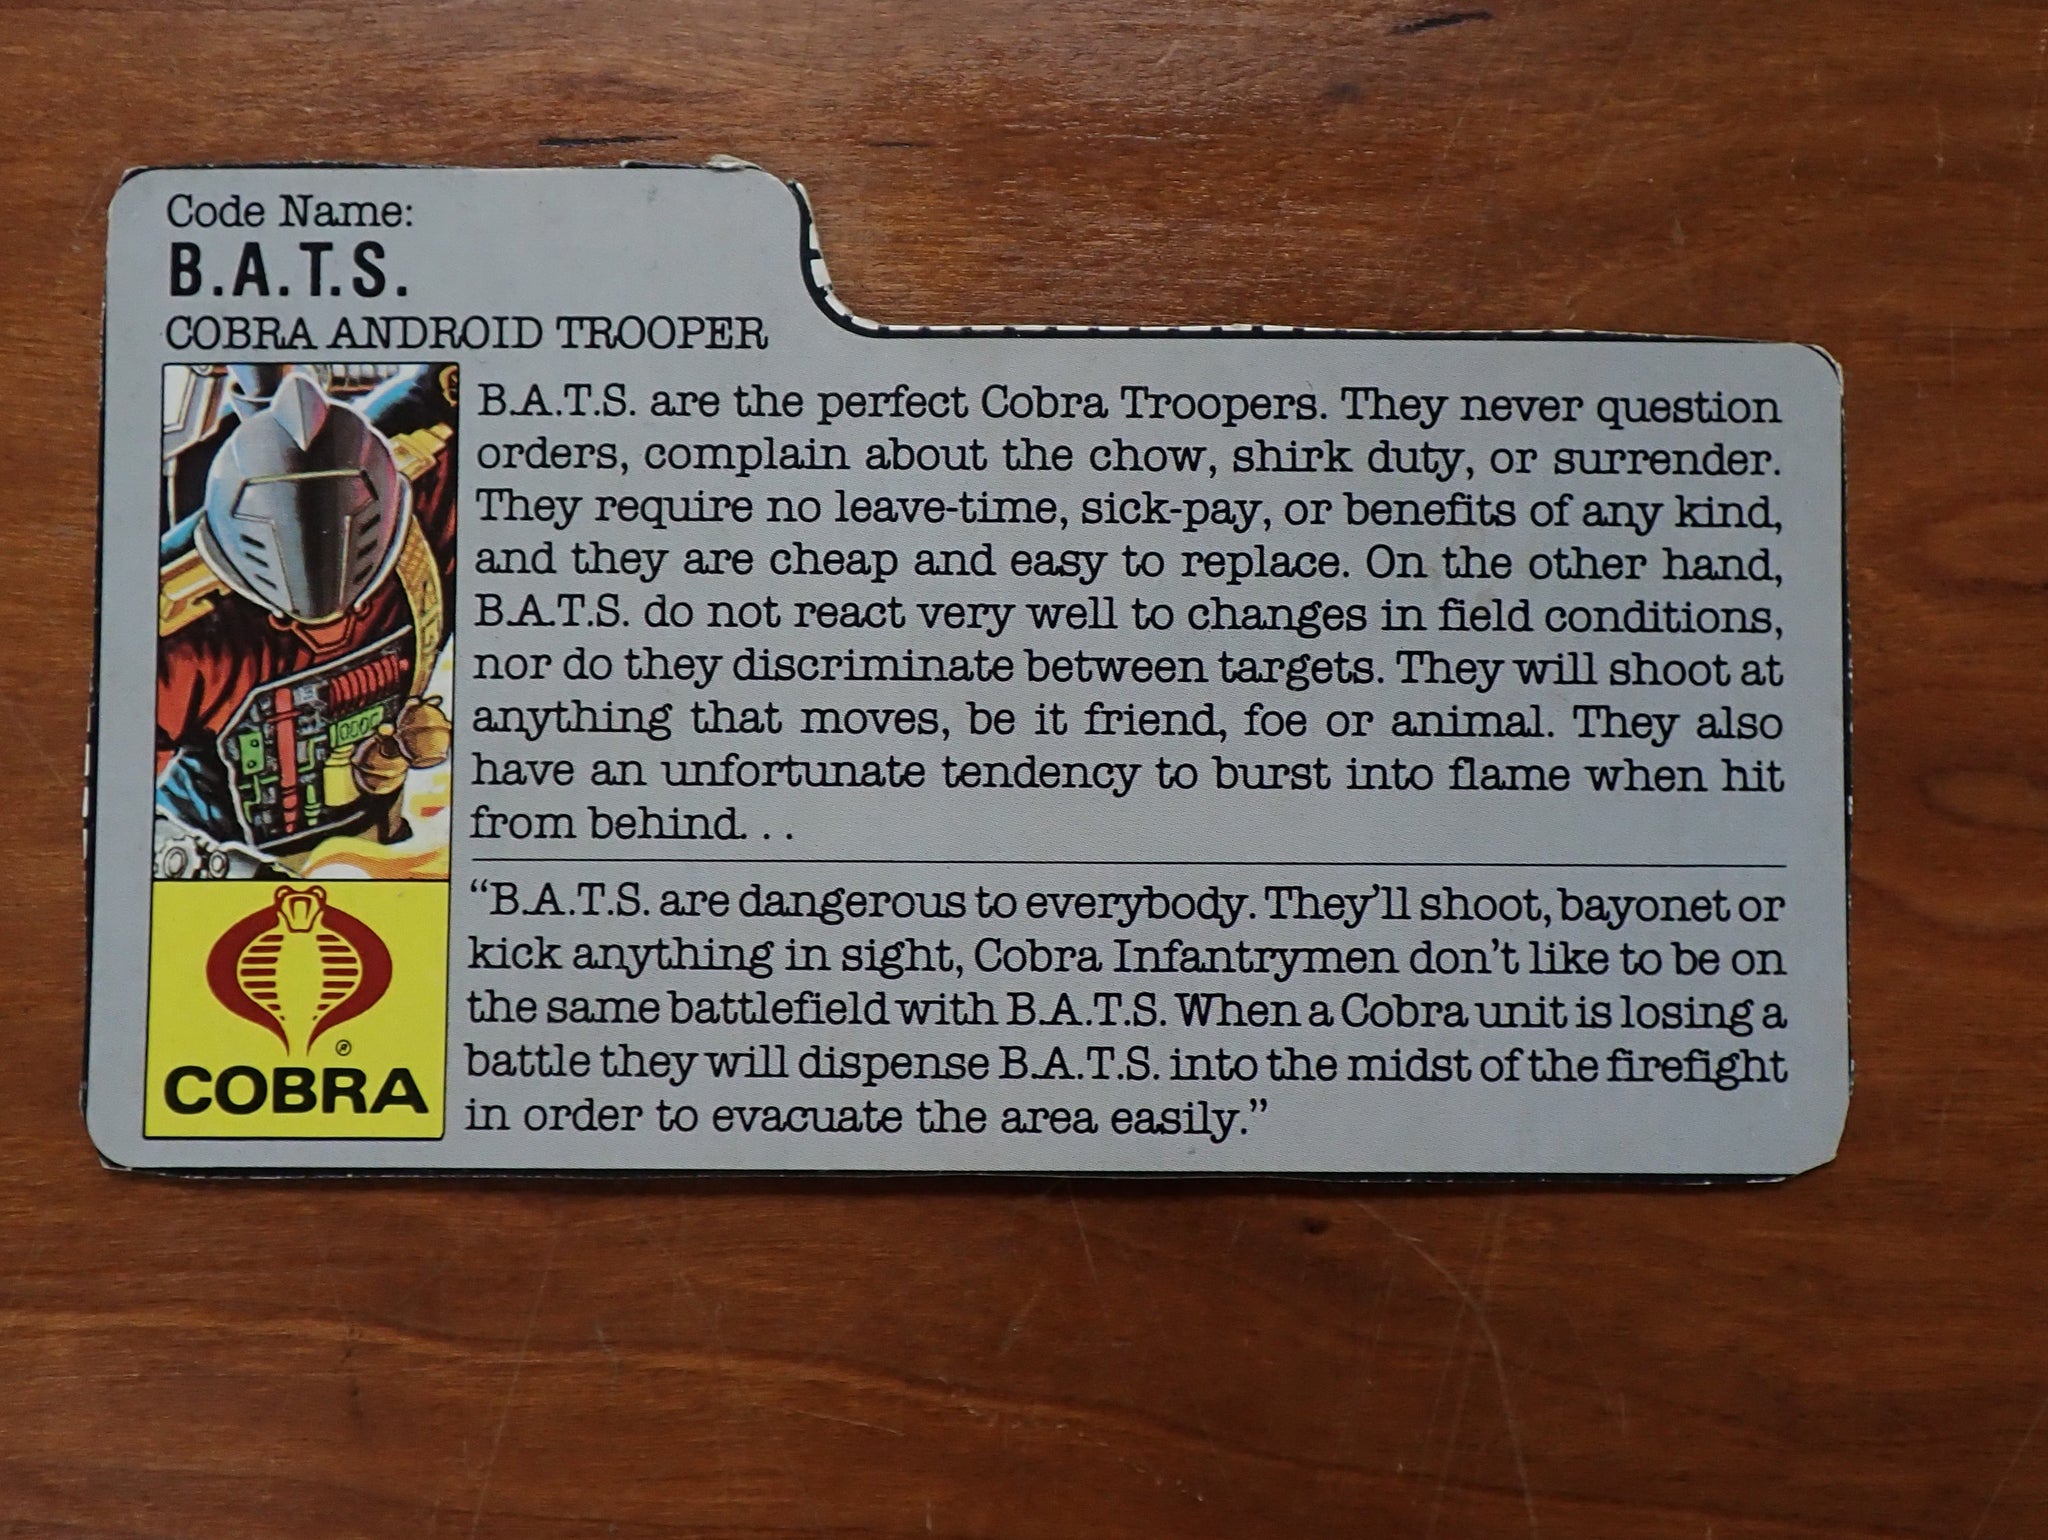 Code Name:
B.A.T.S.
COBRA ANDROID TROOPER
B.A.T.S. are the perfect Cobra Troopers. They never question
orders, complain about the chow, shirk duty, or surrender.
They require no leave-time, sick-pay, or benefits of any kind,
and they are cheap and easy to replace. On the other hand,
B.A.T.S. do not react very well to changes in field conditions,
nor do they discriminate between targets. They will shoot at
anything that moves, be it friend, foe or animal. They also
have an unfortunate tendency to burst into flame when hit
from behind. . .
"B.A.T.S. are dangerous to everybody. They'll shoot, bayonet or
kick anything in sight, Cobra Infantrymen don't like to be on
the same battlefield with B.A.T.S. When a Cobra unit is losing a
battle they will dispense B.A.T.S. into the midst of the firefight
in order to evacuate the area easily."
®
COBRA